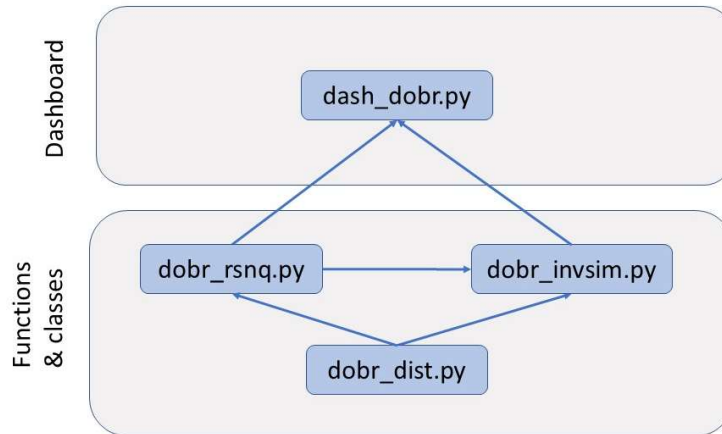 Dashboard
dash_dobr.py
Functions
& classes
dobr_rsnq.py
dobr_invsim.py
dobr_dist.py